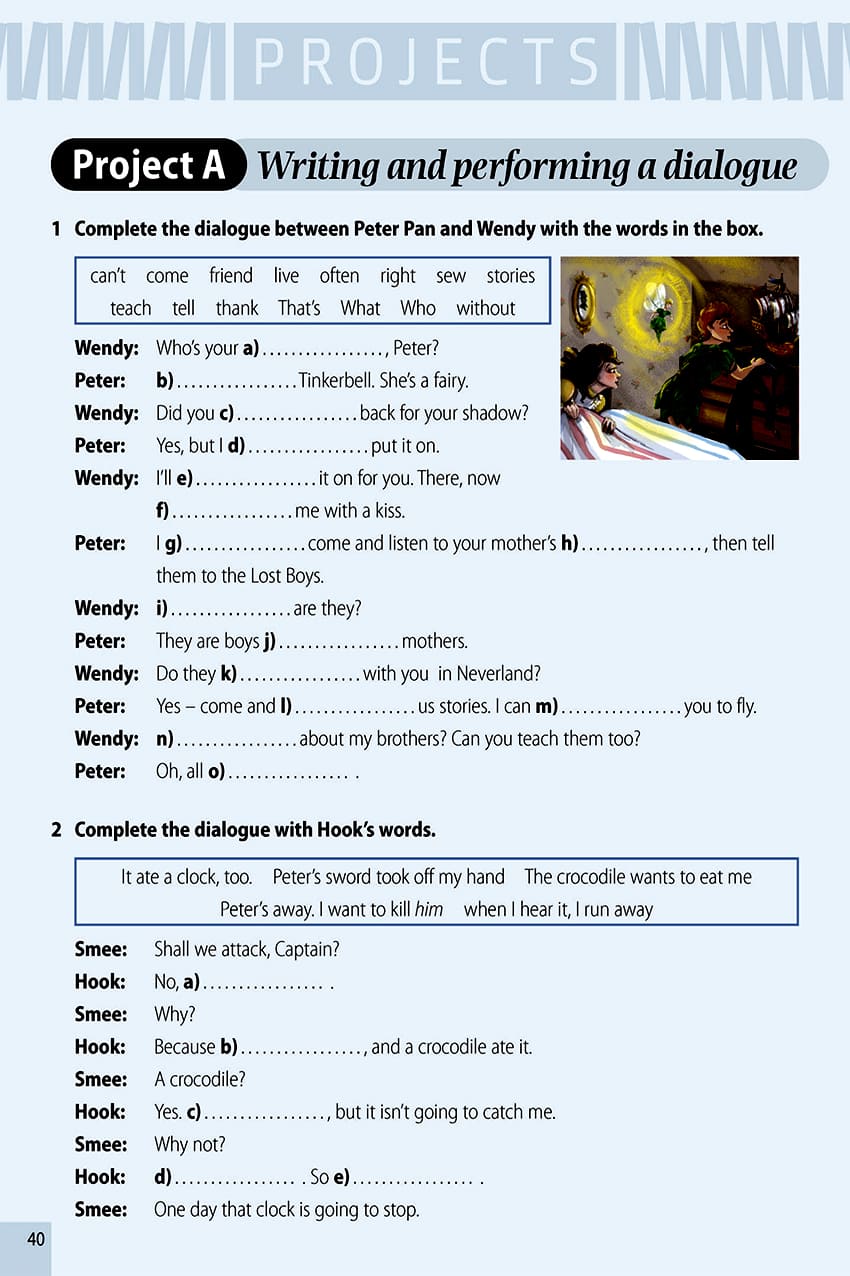 PROJECTS
Project A Writing and performing a dialogue
1 Complete the dialogue between Peter Pan and Wendy with the words in the box.
can't come friend live often right sew stories
teach tell thank That's What Who without
Wendy: Who's your a) ................. , Peter?
Peter: b) ................. Tinkerbell. She's a fairy.
Wendy: Did you c) ................. back for your shadow?
Peter: Yes, but I d) ................. put it on.
Wendy: I'll e) ................. it on for you. There, now
f) ................. me with a kiss.
Peter: I g) ................. come and listen to your mother's h) ................. , then tell
them to the Lost Boys.
Wendy: i) ................. are they?
Peter: They are boys j) ................. mothers.
Wendy: Do they k) ................. with you in Neverland?
Peter: Yes – come and l) ................. us stories. I can m) ................. you to fly.
Wendy: n) ................. about my brothers? Can you teach them too?
Peter: Oh, all o) ................. .
2 Complete the dialogue with Hook's words.
It ate a clock, too. Peter's sword took off my hand The crocodile wants to eat me
Peter's away. I want to kill him when I hear it, I run away
Smee: Shall we attack, Captain?
Hook: No, a) ................. .
Smee: Why?
Hook: Because b) ................. , and a crocodile ate it.
Smee: A crocodile?
Hook: Yes. c) ................. , but it isn't going to catch me.
Smee: Why not?
Hook: d) ................. . So e) ................. .
Smee: One day that clock is going to stop.
40